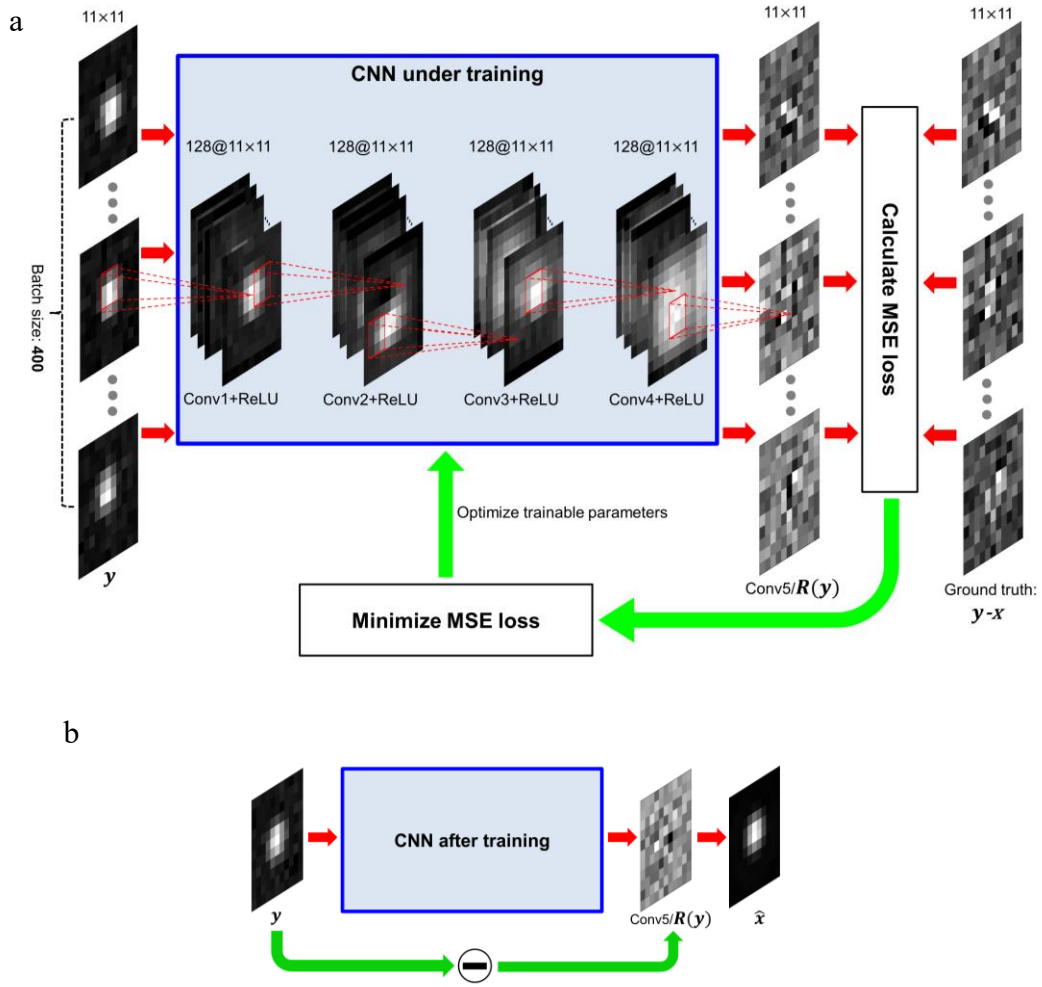 a
11×11
11×11
11×11
CNN under training
128@11×11
128@11×11
128@11×11
128@11×11
Batch size: 400
Calculate MSE loss
Conv1+ReLU
Conv2+ReLU
Conv3+ReLU
Conv4+ReLU
Optimize trainable parameters
y
Conv5/R(y)
Ground truth:
y-x
Minimize MSE loss
b
CNN after training
y
Conv5/R(y)
x̂